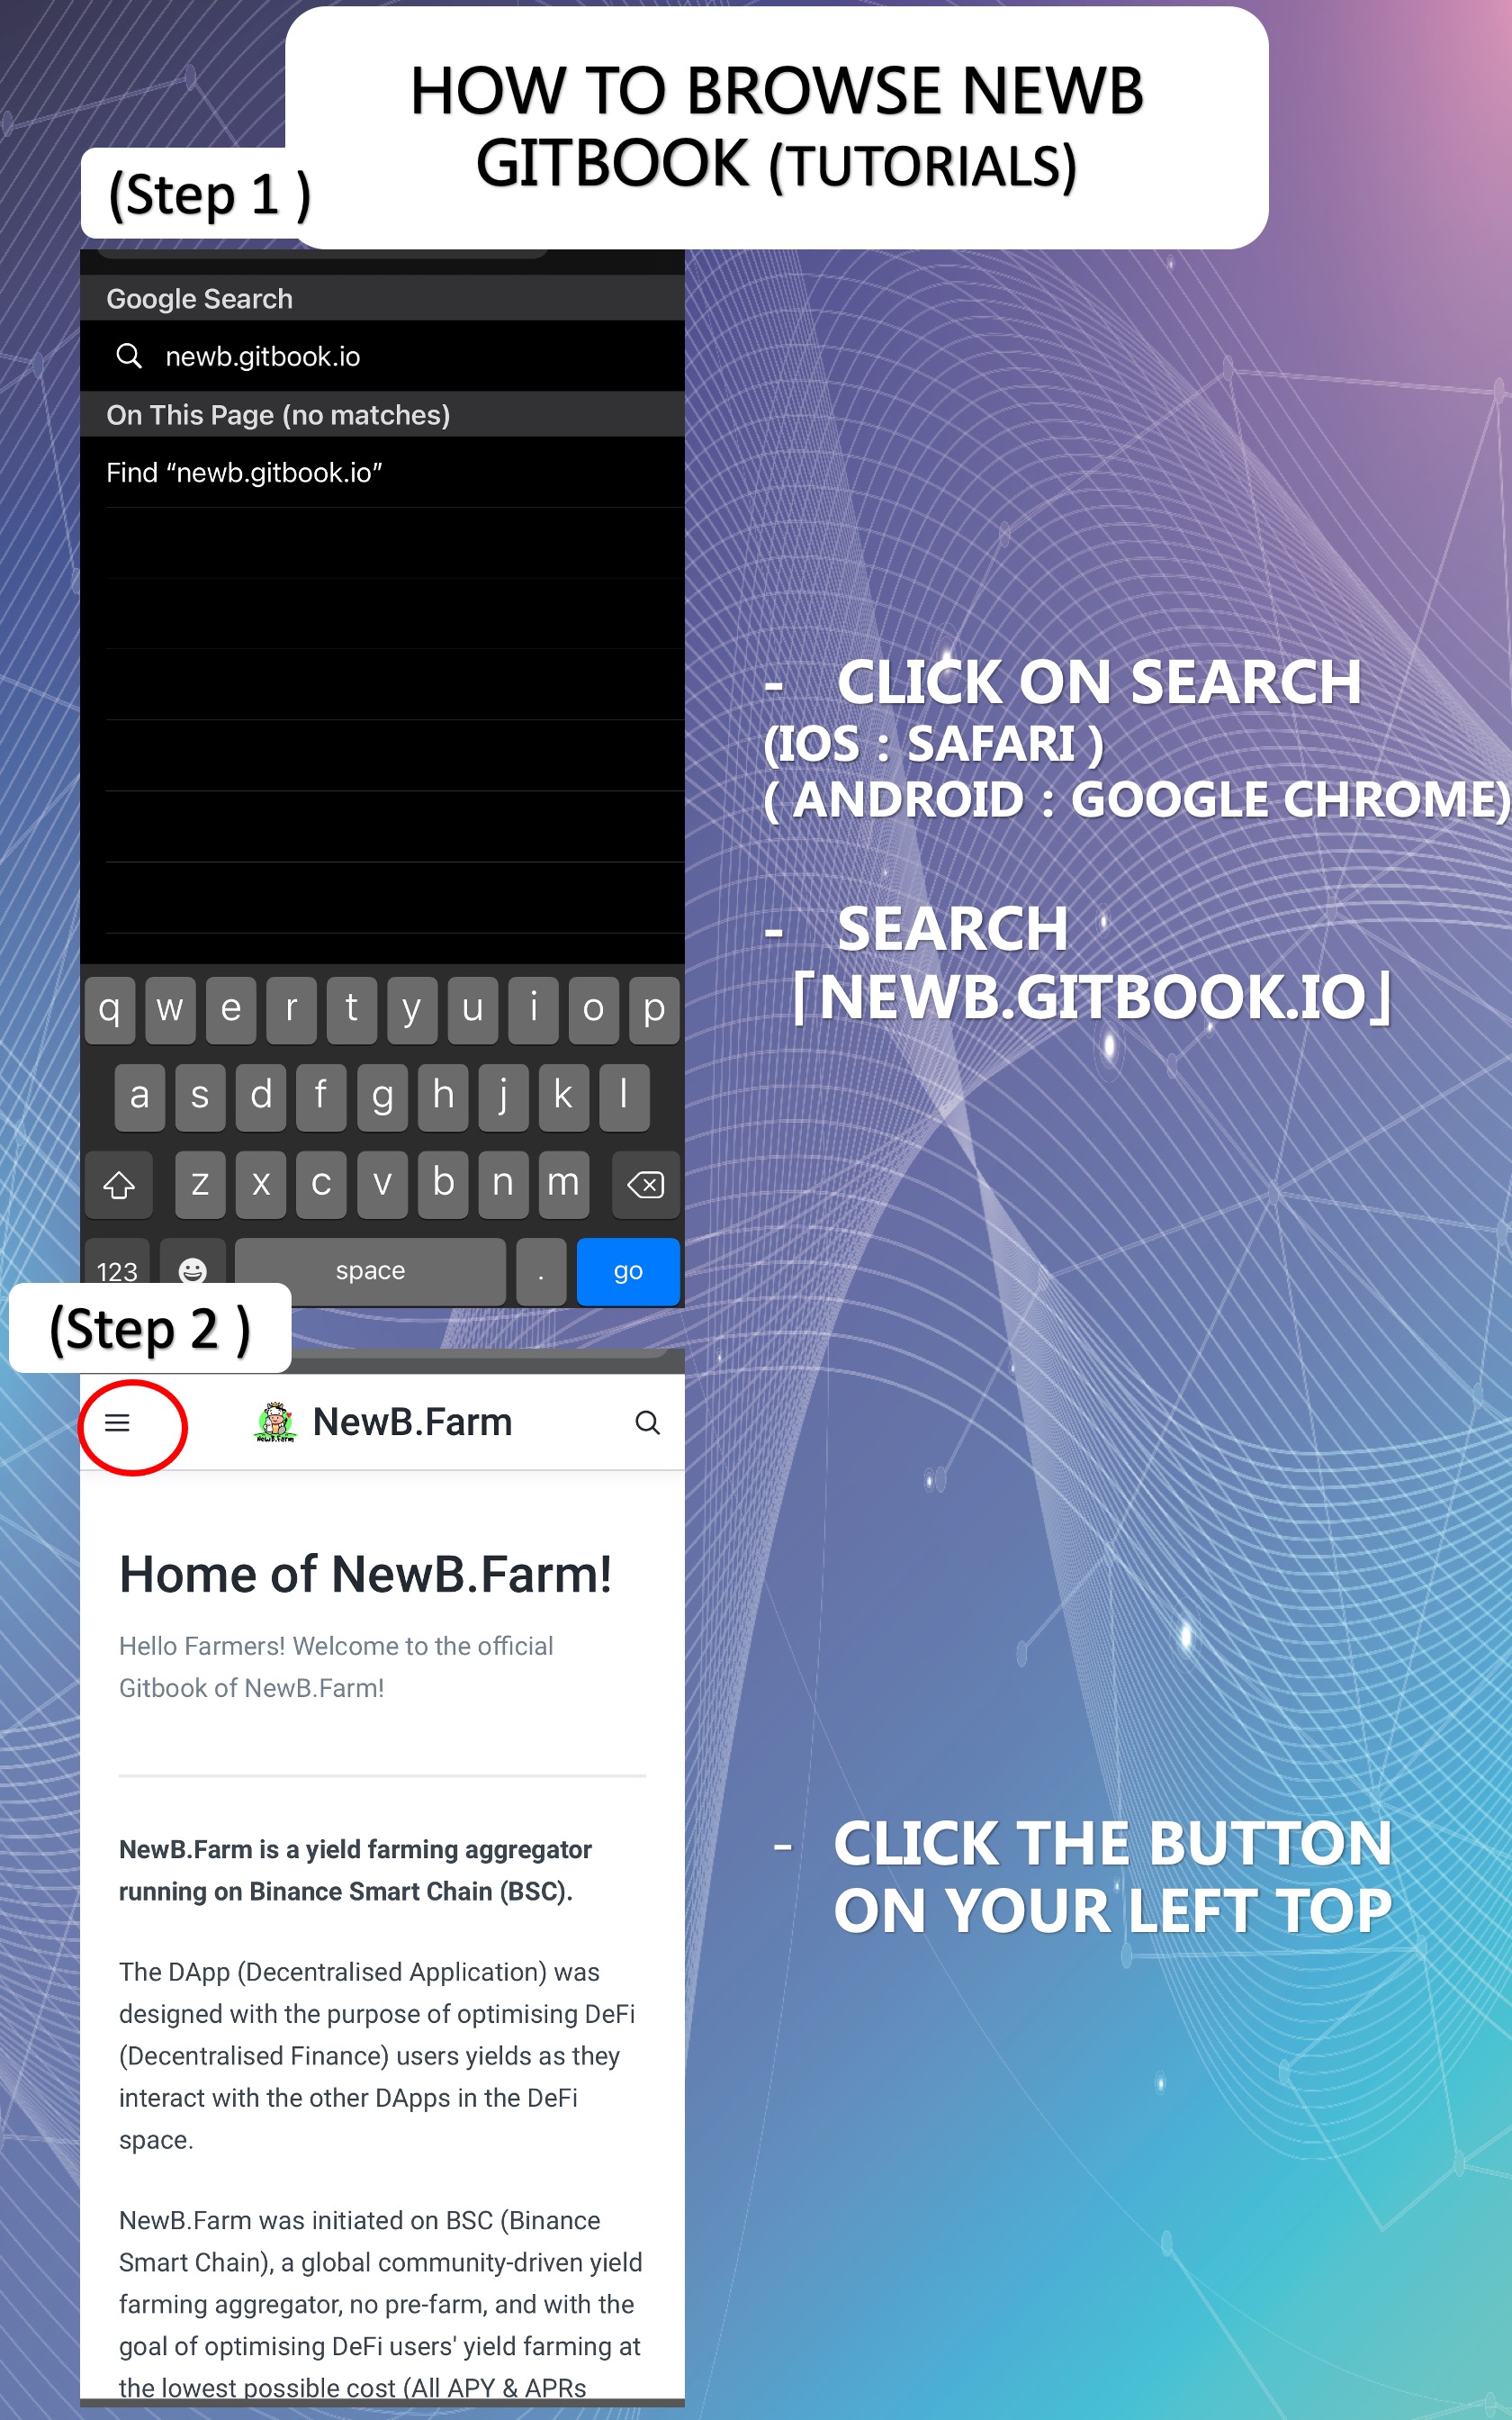 HOW TO BROWSE NEWB
GITBOOK (TUTORIALS)
(Step 1 )
Google Search
newb.gitbook.io
On This Page (no matches)
Find “newb.gitbook.io”
q w e r t y u i o p
a s d f g h j k l
z x c v b n m
123 space . go
- CLICK ON SEARCH
(IOS : SAFARI )
( ANDROID : GOOGLE CHROME)
- SEARCH
「NEWB.GITBOOK.IO」
(Step 2 )
NewB.Farm
NewB.Farm
Home of NewB.Farm!
Hello Farmers! Welcome to the official
Gitbook of NewB.Farm!
NewB.Farm is a yield farming aggregator
running on Binance Smart Chain (BSC).
The DApp (Decentralised Application) was
designed with the purpose of optimising DeFi
(Decentralised Finance) users yields as they
interact with the other DApps in the DeFi
space.
NewB.Farm was initiated on BSC (Binance
Smart Chain), a global community-driven yield
farming aggregator, no pre-farm, and with the
goal of optimising DeFi users' yield farming at
the lowest possible cost (All APY & APRs
- CLICK THE BUTTON
ON YOUR LEFT TOP